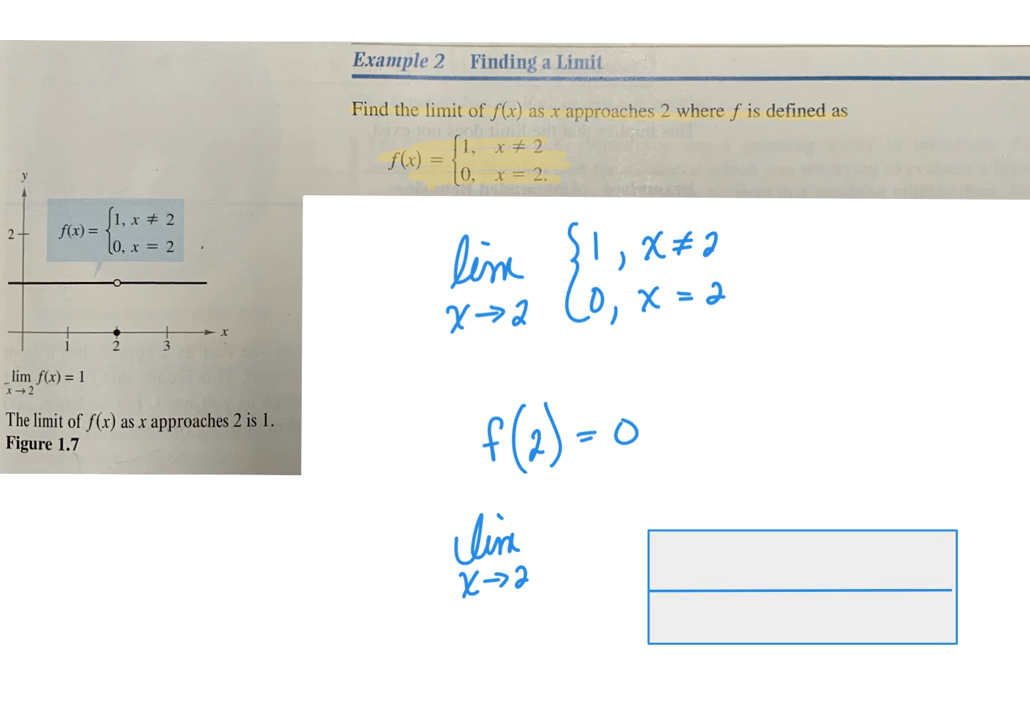 Example 2 Finding a Limit
Find the limit of f(x) as x approaches 2 where f is defined as
f(x) = {1, x ≠ 2
0, x = 2.
y
2
f(x) = {1, x ≠ 2
0, x = 2
x
1 2 3
lim f(x) = 1
x→2
The limit of f(x) as x approaches 2 is 1.
Figure 1.7
lim {1, x ≠ 2
x→2 0, x = 2
f(2) = 0
lim
x→2